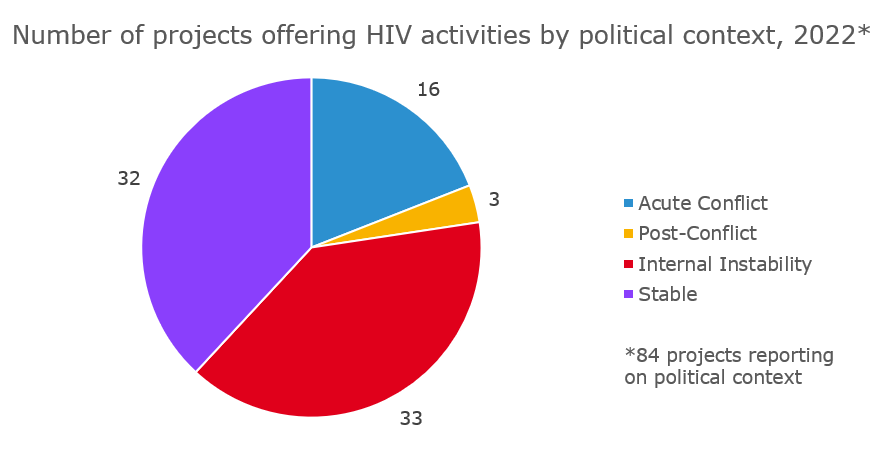 Number of projects offering HIV activities by political context, 2022*
16
32
3
Acute Conflict
Post-Conflict
Internal Instability
Stable
*84 projects reporting
on political context
33